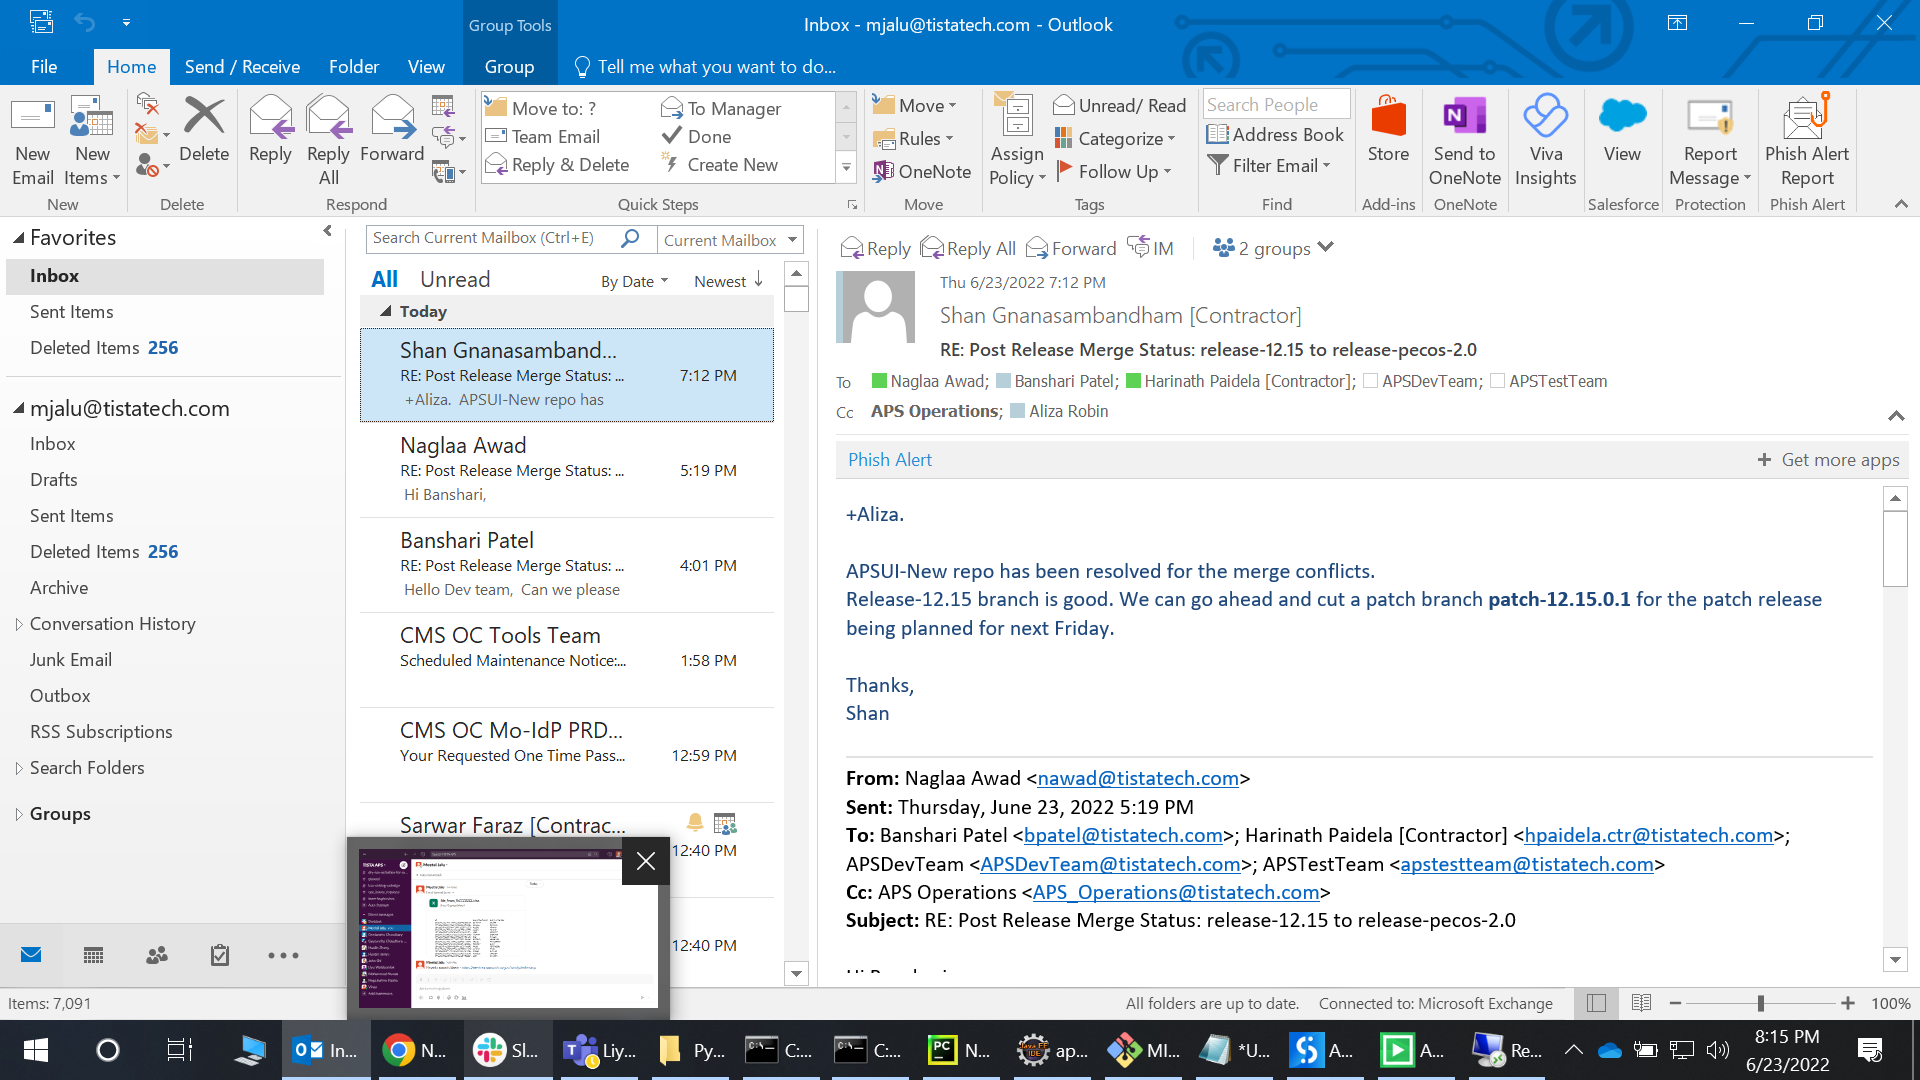 Group Tools
Inbox - mjalu@tistatech.com - Outlook
File
Home
Send / Receive
Folder
View
Group
Tell me what you want to do...
New Email
New Items
Delete
Reply
Reply All
Forward
Move to: ?
Team Email
Reply & Delete
To Manager
Done
Create New
Move
Rules
OneNote
Assign Policy
Unread/ Read
Categorize
Follow Up
Search People
Address Book
Filter Email
Store
Send to OneNote
Viva Insights
View
Report Message
Phish Alert Report
New
Delete
Respond
Quick Steps
Move
Tags
Find
Add-ins
OneNote
Salesforce
Protection
Phish Alert
Favorites
Inbox
Sent Items
Deleted Items 256
mjalu@tistatech.com
Inbox
Drafts
Sent Items
Deleted Items 256
Archive
Conversation History
Junk Email
Outbox
RSS Subscriptions
Search Folders
Groups
Items: 7,091
Search Current Mailbox (Ctrl+E)
Current Mailbox
All
Unread
By Date
Newest
Today
Shan Gnanasamband...
RE: Post Release Merge Status: ...
7:12 PM
+Aliza. APSUI-New repo has
Naglaa Awad
RE: Post Release Merge Status: ...
5:19 PM
Hi Banshari,
Banshari Patel
RE: Post Release Merge Status: ...
4:01 PM
Hello Dev team, Can we please
CMS OC Tools Team
Scheduled Maintenance Notice:...
1:58 PM
CMS OC Mo-IdP PRD...
Your Requested One Time Pass...
12:59 PM
Sarwar Faraz [Contrac...
12:40 PM
12:40 PM
Reply
Reply All
Forward
IM
2 groups
Thu 6/23/2022 7:12 PM
Shan Gnanasambandham [Contractor]
RE: Post Release Merge Status: release-12.15 to release-pecos-2.0
To Naglaa Awad; Banshari Patel; Harinath Paidela [Contractor]; APSDevTeam; APSTestTeam
Cc APS Operations; Aliza Robin
Phish Alert
+ Get more apps
+Aliza.
APSUI-New repo has been resolved for the merge conflicts.
Release-12.15 branch is good. We can go ahead and cut a patch branch patch-12.15.0.1 for the patch release
being planned for next Friday.
Thanks,
Shan
From: Naglaa Awad <nawad@tistatech.com>
Sent: Thursday, June 23, 2022 5:19 PM
To: Banshari Patel <bpatel@tistatech.com>; Harinath Paidela [Contractor] <hpaidela.ctr@tistatech.com>;
APSDevTeam <APSDevTeam@tistatech.com>; APSTestTeam <apstestteam@tistatech.com>
Cc: APS Operations <APS_Operations@tistatech.com>
Subject: RE: Post Release Merge Status: release-12.15 to release-pecos-2.0
All folders are up to date.
Connected to: Microsoft Exchange
100%
In...
N...
Sl...
Liy...
Py...
C:...
C:...
N...
ap...
MI...
*U...
A...
A...
Re...
8:15 PM
6/23/2022